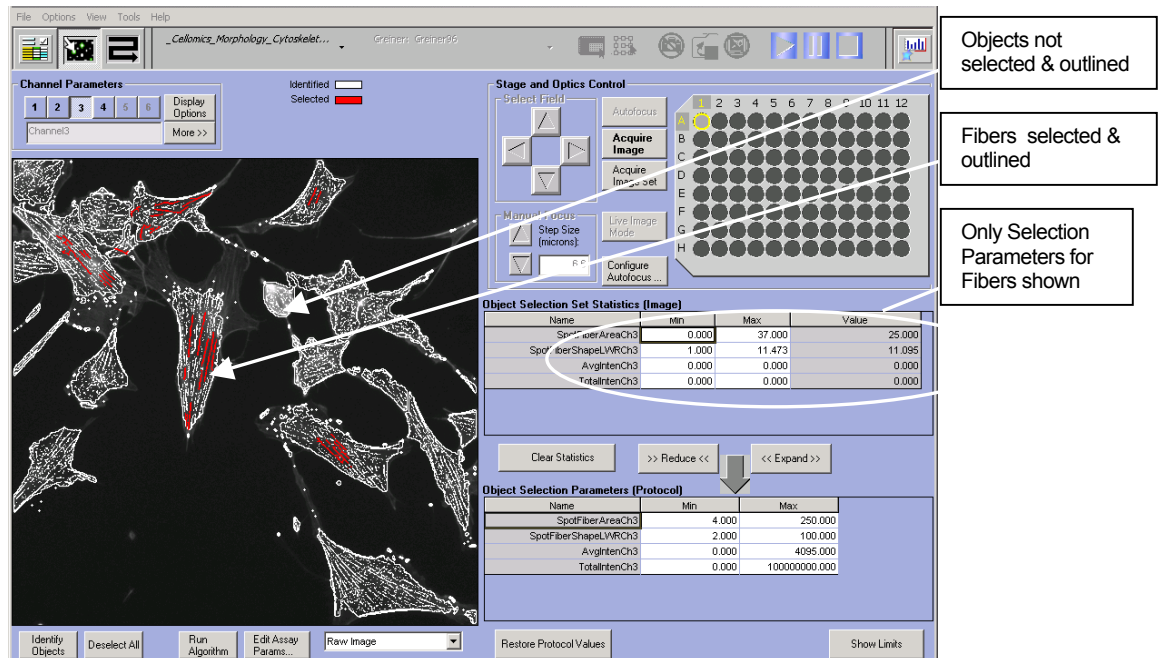 File Options View Tools Help
_Cellomics_Morphology_Cytoskelet...
Greiner: Greiner96
Channel Parameters
1 2 3 4 5 6
Display Options
Channel3
More >>
Identified
Selected
Stage and Optics Control
Select Field
Autofocus
Acquire Image
Acquire Image Set
Manual Focus
Step Size (microns):
6.6
Live Image Mode
Configure Autofocus ...
1 2 3 4 5 6 7 8 9 10 11 12
A
B
C
D
E
F
G
H
Objects not
selected & outlined
Fibers selected &
outlined
Only Selection
Parameters for
Fibers shown
Object Selection Set Statistics (Image)
Name Min Max Value
SpotFiberAreaCh3 0.000 37.000 25.000
SpotFiberShapeLWRCh3 1.000 11.473 11.095
AvgIntenCh3 0.000 0.000 0.000
TotalIntenCh3 0.000 0.000 0.000
Clear Statistics
>> Reduce <<
<< Expand >>
Object Selection Parameters (Protocol)
Name Min Max
SpotFiberAreaCh3 4.000 250.000
SpotFiberShapeLWRCh3 2.000 100.000
AvgIntenCh3 0.000 4095.000
TotalIntenCh3 0.000 100000000.000
Identify Objects
Deselect All
Run Algorithm
Edit Assay Params...
Raw Image
Restore Protocol Values
Show Limits